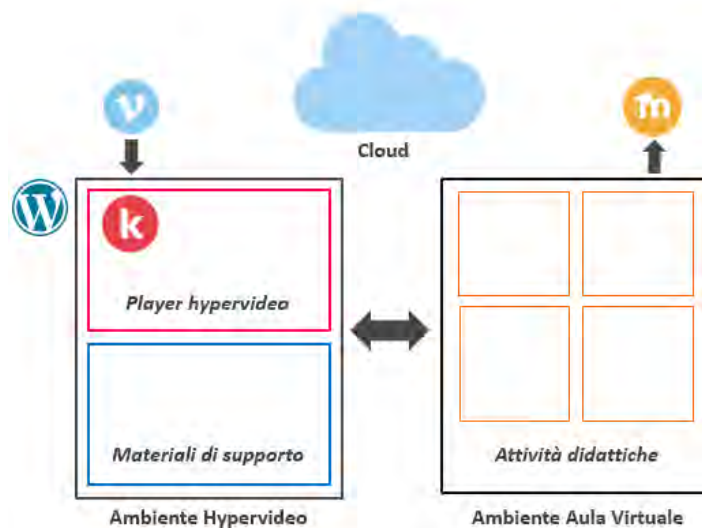 v
m
Cloud
W
k
Player hypervideo
Materiali di supporto
Attività didattiche
Ambiente Hypervideo
Ambiente Aula Virtuale